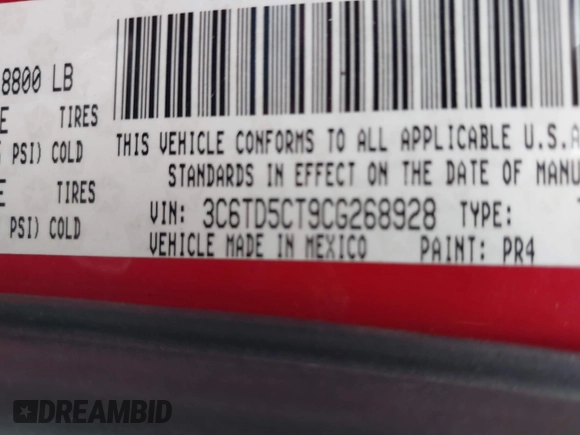 8800 LB
E TIRES
PSI) COLD
THIS VEHICLE CONFORMS TO ALL APPLICABLE U.S.A
STANDARDS IN EFFECT ON THE DATE OF MANU
E TIRES
PSI) COLD
VIN: 3C6TD5CT9CG268928 TYPE:
VEHICLE MADE IN MEXICO PAINT: PR4
DREAMBID